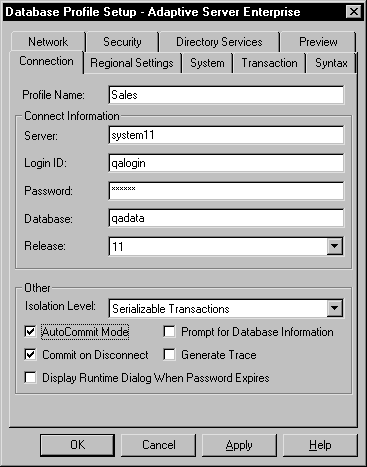 Database Profile Setup - Adaptive Server Enterprise
Network Security Directory Services Preview
Connection Regional Settings System Transaction Syntax
Profile Name: Sales
Connect Information
Server: system11
Login ID: qalogin
Password: ******
Database: qadata
Release: 11
Other
Isolation Level: Serializable Transactions
AutoCommit Mode Prompt for Database Information
Commit on Disconnect Generate Trace
Display Runtime Dialog When Password Expires
OK Cancel Apply Help